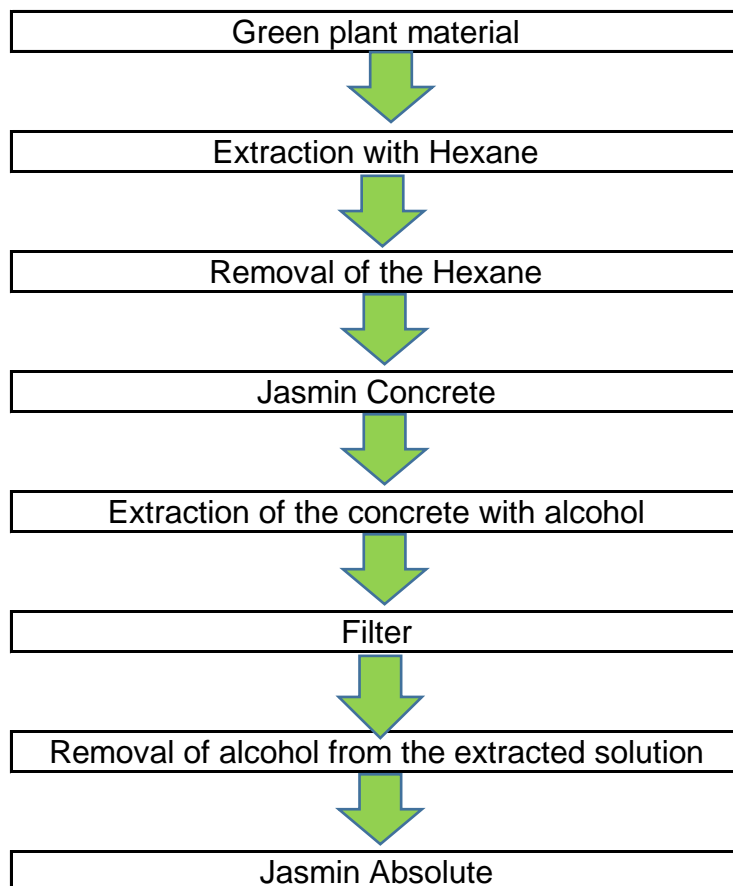 Green plant material
Extraction with Hexane
Removal of the Hexane
Jasmin Concrete
Extraction of the concrete with alcohol
Filter
Removal of alcohol from the extracted solution
Jasmin Absolute